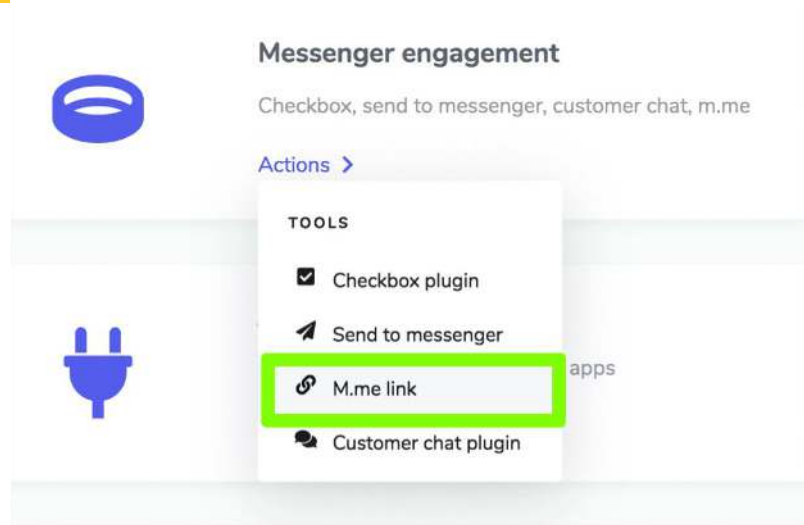 Messenger engagement
Checkbox, send to messenger, customer chat, m.me
Actions
TOOLS
Checkbox plugin
Send to messenger
apps
M.me link
Customer chat plugin